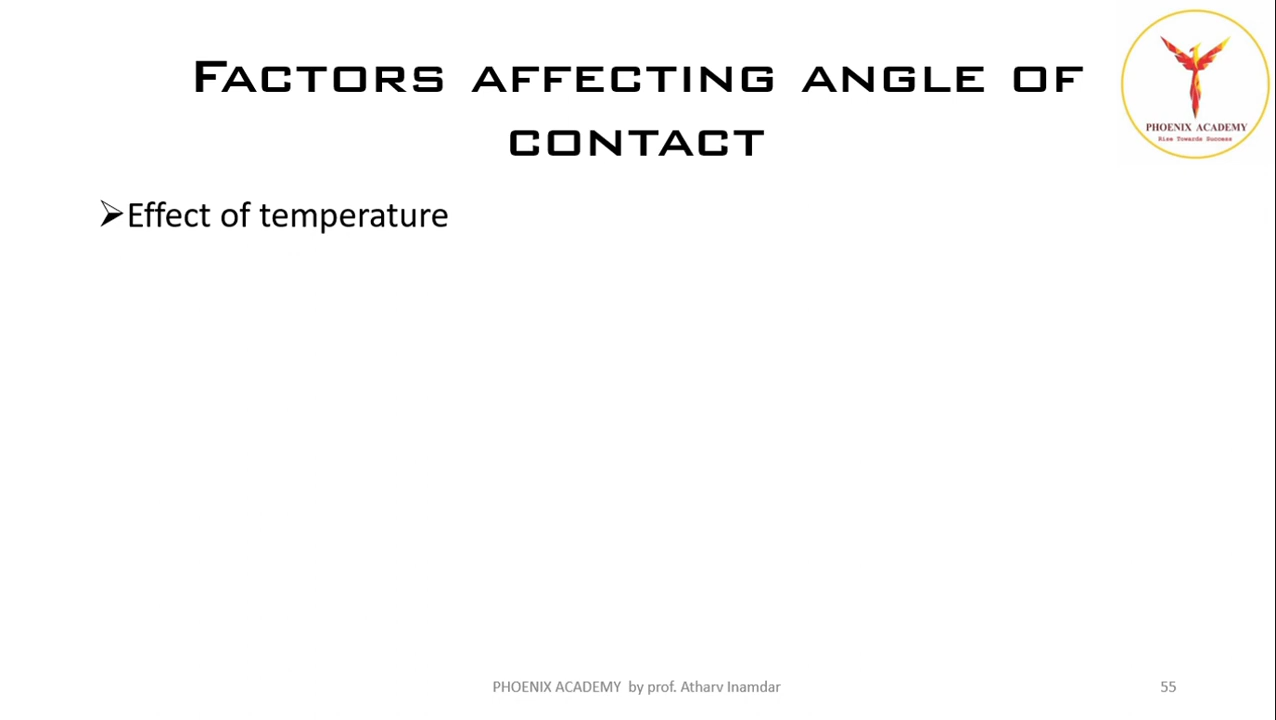 FACTORS AFFECTING ANGLE OF
CONTACT
PHOENIX ACADEMY
Rise Towards Success
➢Effect of temperature
PHOENIX ACADEMY by prof. Atharv Inamdar
55